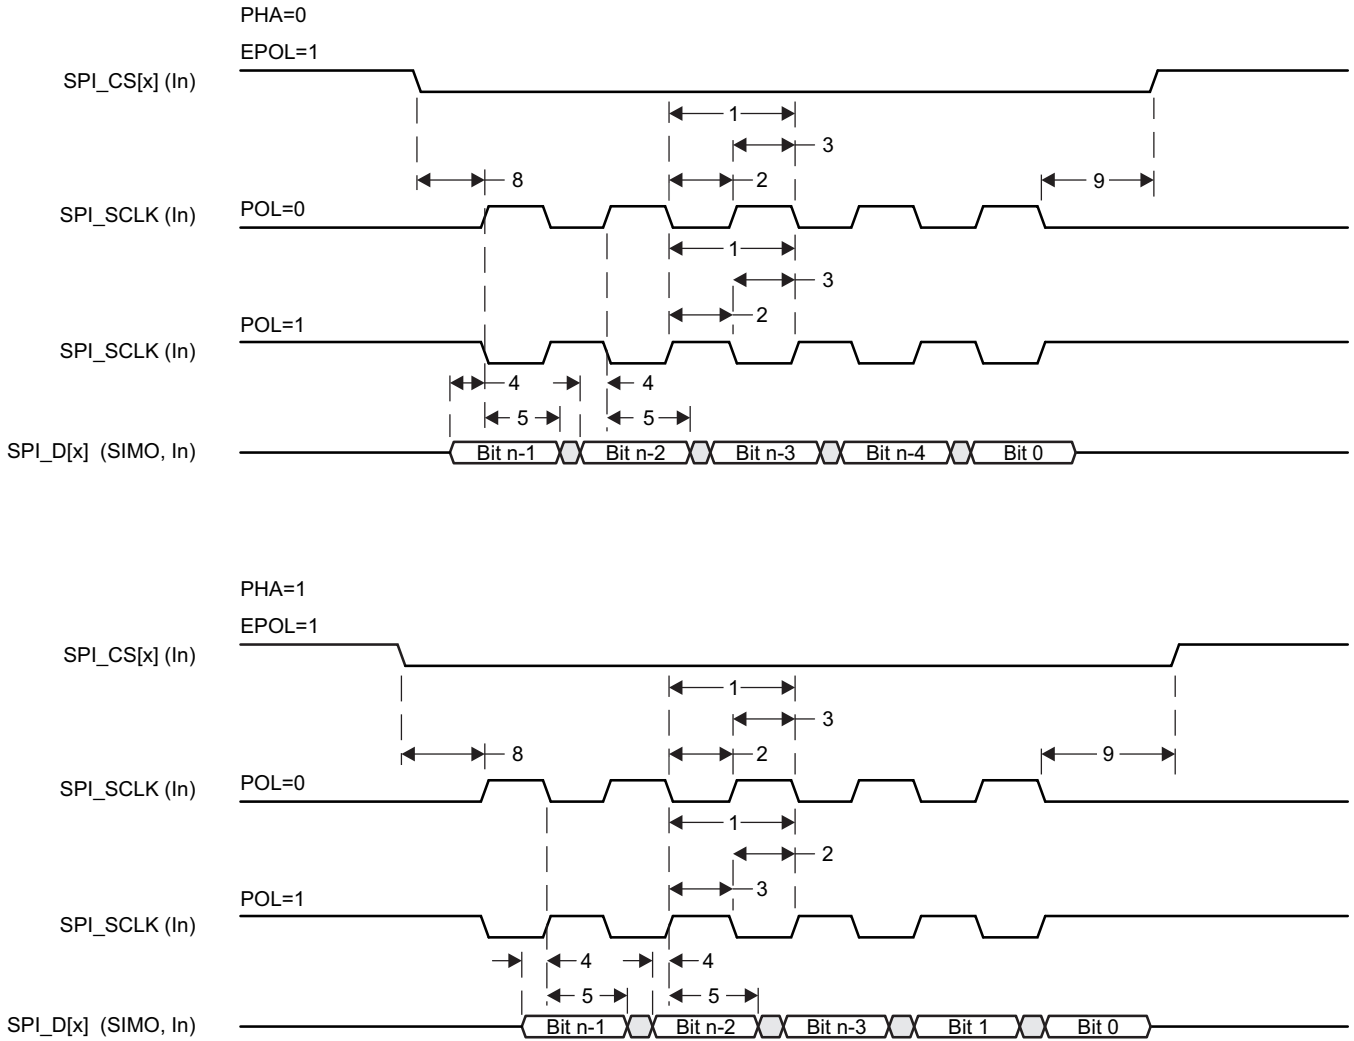 PHA=0
EPOL=1
SPI_CS[x] (In)
1
3
8
2
9
SPI_SCLK (In)
POL=0
1
3
2
POL=1
SPI_SCLK (In)
4
4
5
5
SPI_D[x] (SIMO, In)
Bit n-1
Bit n-2
Bit n-3
Bit n-4
Bit 0
PHA=1
EPOL=1
SPI_CS[x] (In)
1
3
8
2
9
SPI_SCLK (In)
POL=0
1
2
3
POL=1
SPI_SCLK (In)
4
4
5
5
SPI_D[x] (SIMO, In)
Bit n-1
Bit n-2
Bit n-3
Bit 1
Bit 0